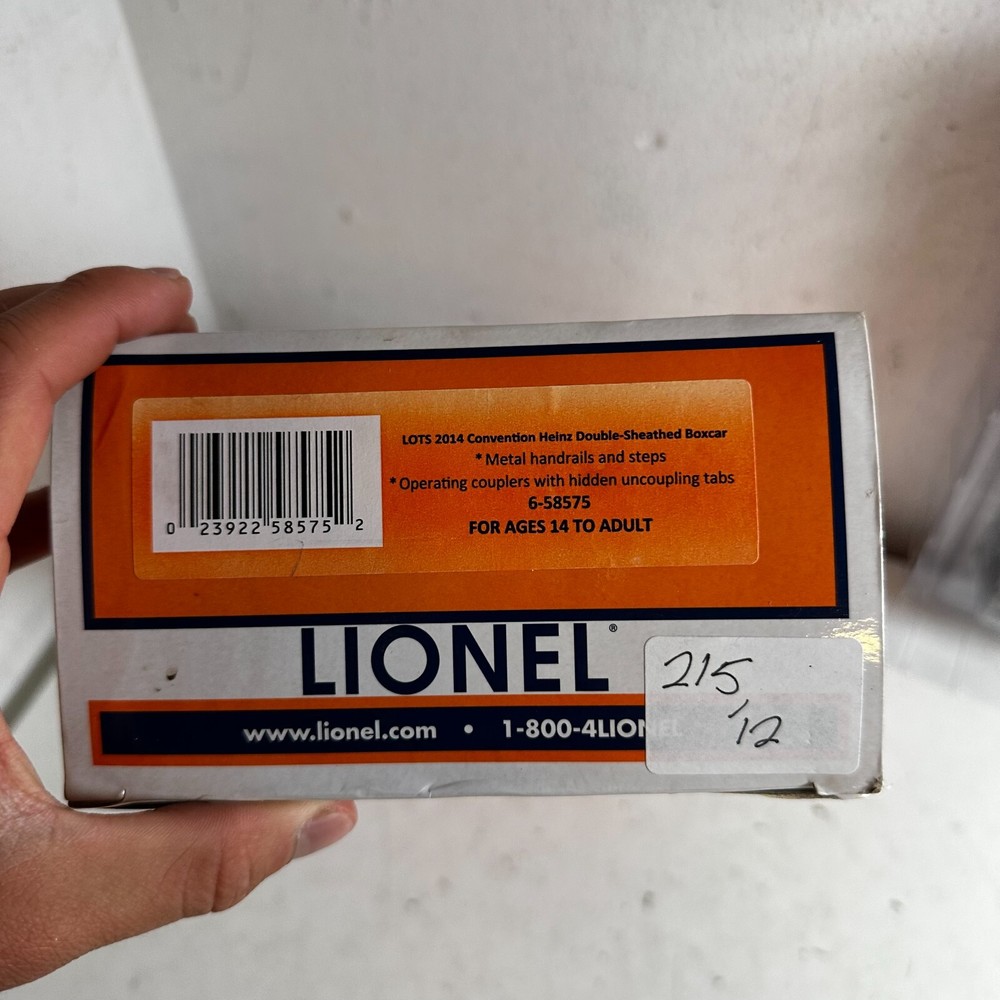 LOTS 2014 Convention Heinz Double-Sheathed Boxcar
* Metal handrails and steps
* Operating couplers with hidden uncoupling tabs
6-58575
FOR AGES 14 TO ADULT
0 23922 58575 2
LIONEL®
www.lionel.com • 1-800-4LIONEL
215
, 12